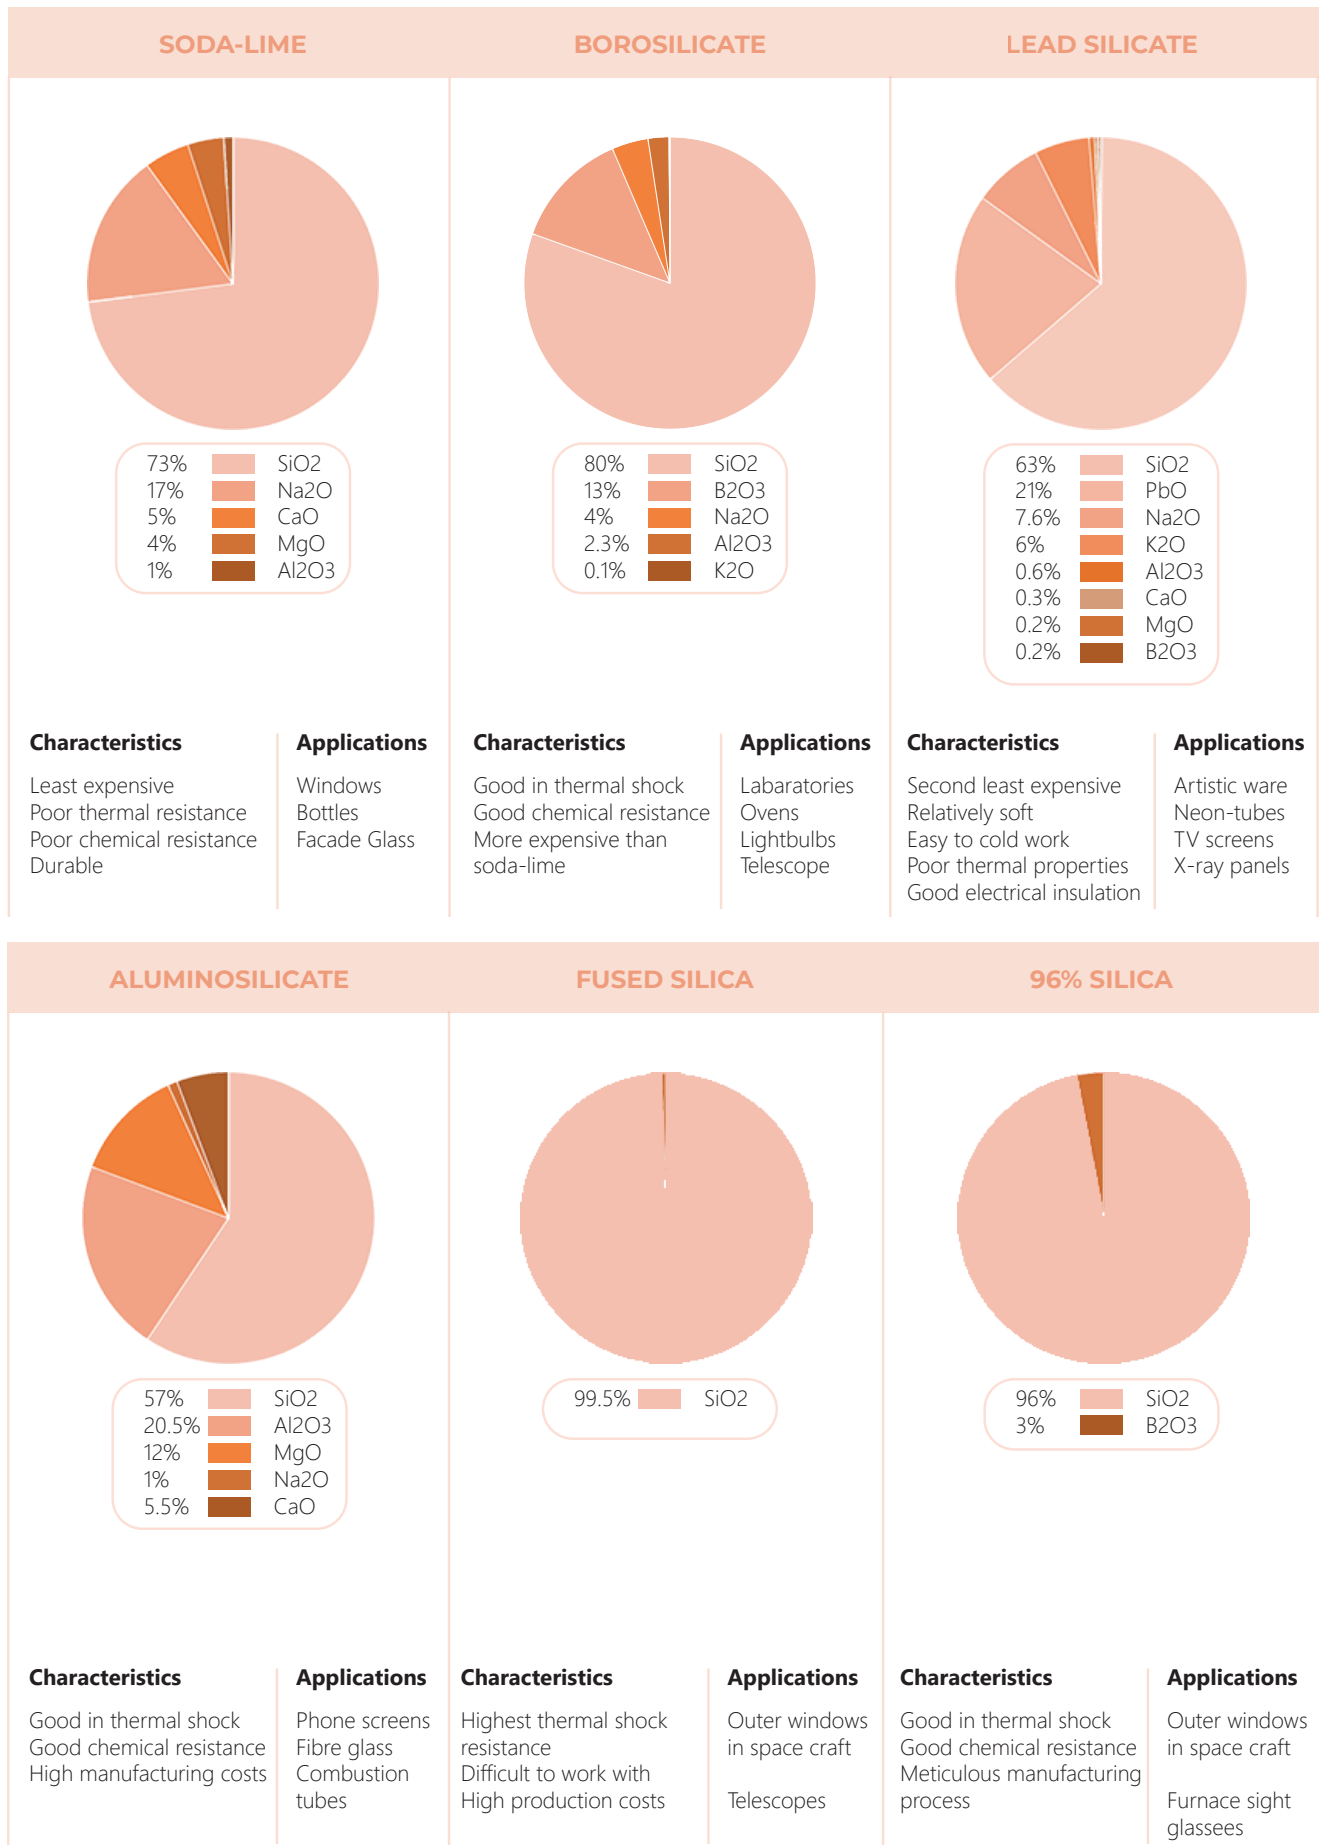 SODA-LIME
73% SiO2
17% Na2O
5% CaO
4% MgO
1% Al2O3
Characteristics
Least expensive
Poor thermal resistance
Poor chemical resistance
Durable
Applications
Windows
Bottles
Facade Glass
BOROSILICATE
80% SiO2
13% B2O3
4% Na2O
2.3% Al2O3
0.1% K2O
Characteristics
Good in thermal shock
Good chemical resistance
More expensive than
soda-lime
Applications
Labaratories
Ovens
Lightbulbs
Telescope
LEAD SILICATE
63% SiO2
21% PbO
7.6% Na2O
6% K2O
0.6% Al2O3
0.3% CaO
0.2% MgO
0.2% B2O3
Characteristics
Second least expensive
Relatively soft
Easy to cold work
Poor thermal properties
Good electrical insulation
Applications
Artistic ware
Neon-tubes
TV screens
X-ray panels
ALUMINOSILICATE
57% SiO2
20.5% Al2O3
12% MgO
1% Na2O
5.5% CaO
Characteristics
Good in thermal shock
Good chemical resistance
High manufacturing costs
Applications
Phone screens
Fibre glass
Combustion
tubes
FUSED SILICA
99.5% SiO2
Characteristics
Highest thermal shock
resistance
Difficult to work with
High production costs
Applications
Outer windows
in space craft
Telescopes
96% SILICA
96% SiO2
3% B2O3
Characteristics
Good in thermal shock
Good chemical resistance
Meticulous manufacturing
process
Applications
Outer windows
in space craft
Furnace sight
glassees